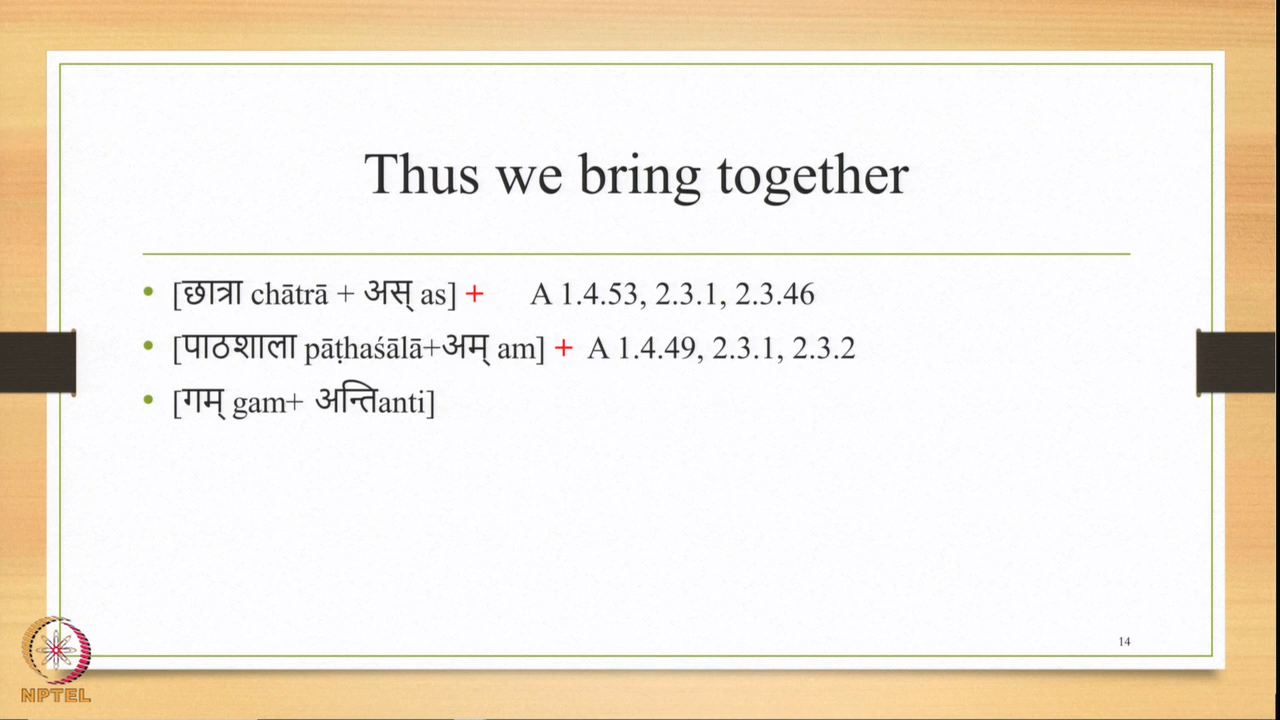 Thus we bring together
• [छात्रा chātrā + अस् as] + A 1.4.53, 2.3.1, 2.3.46
• [पाठशाला pāṭhaśālā+अम् am] + A 1.4.49, 2.3.1, 2.3.2
• [गम् gam+ अन्तिanti]
14
NPTEL